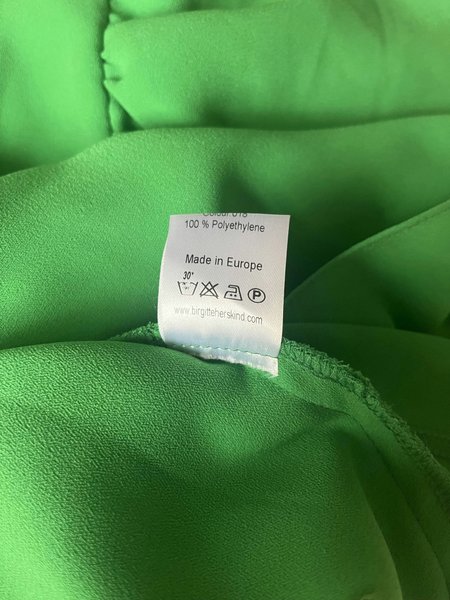 Colour 018
100 % Polyethylene
Made in Europe
30°
P
www.birgitteherskind.com